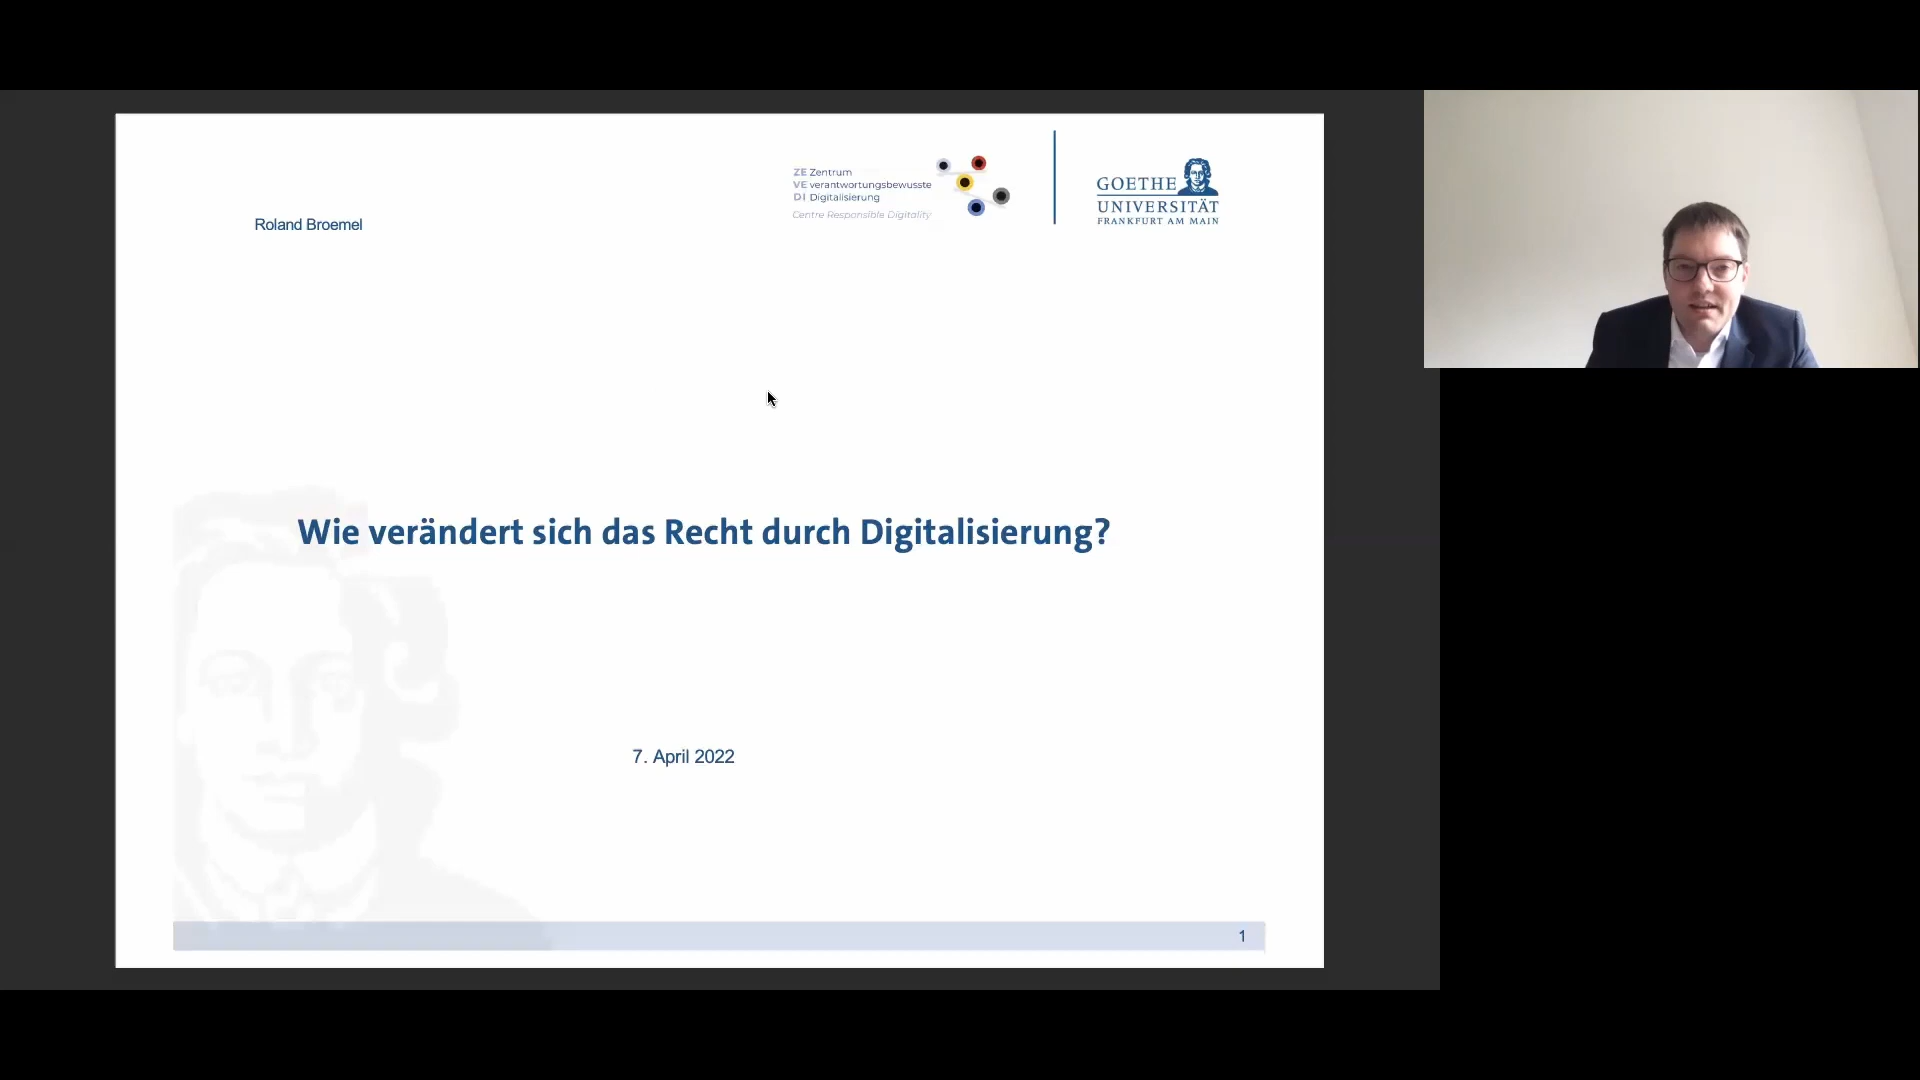 Roland Broemel
ZE Zentrum
VE verantwortungsbewusste
DI Digitalisierung
Centre Responsible Digitality
GOETHE
UNIVERSITÄT
FRANKFURT AM MAIN
Wie verändert sich das Recht durch Digitalisierung?
7. April 2022
1